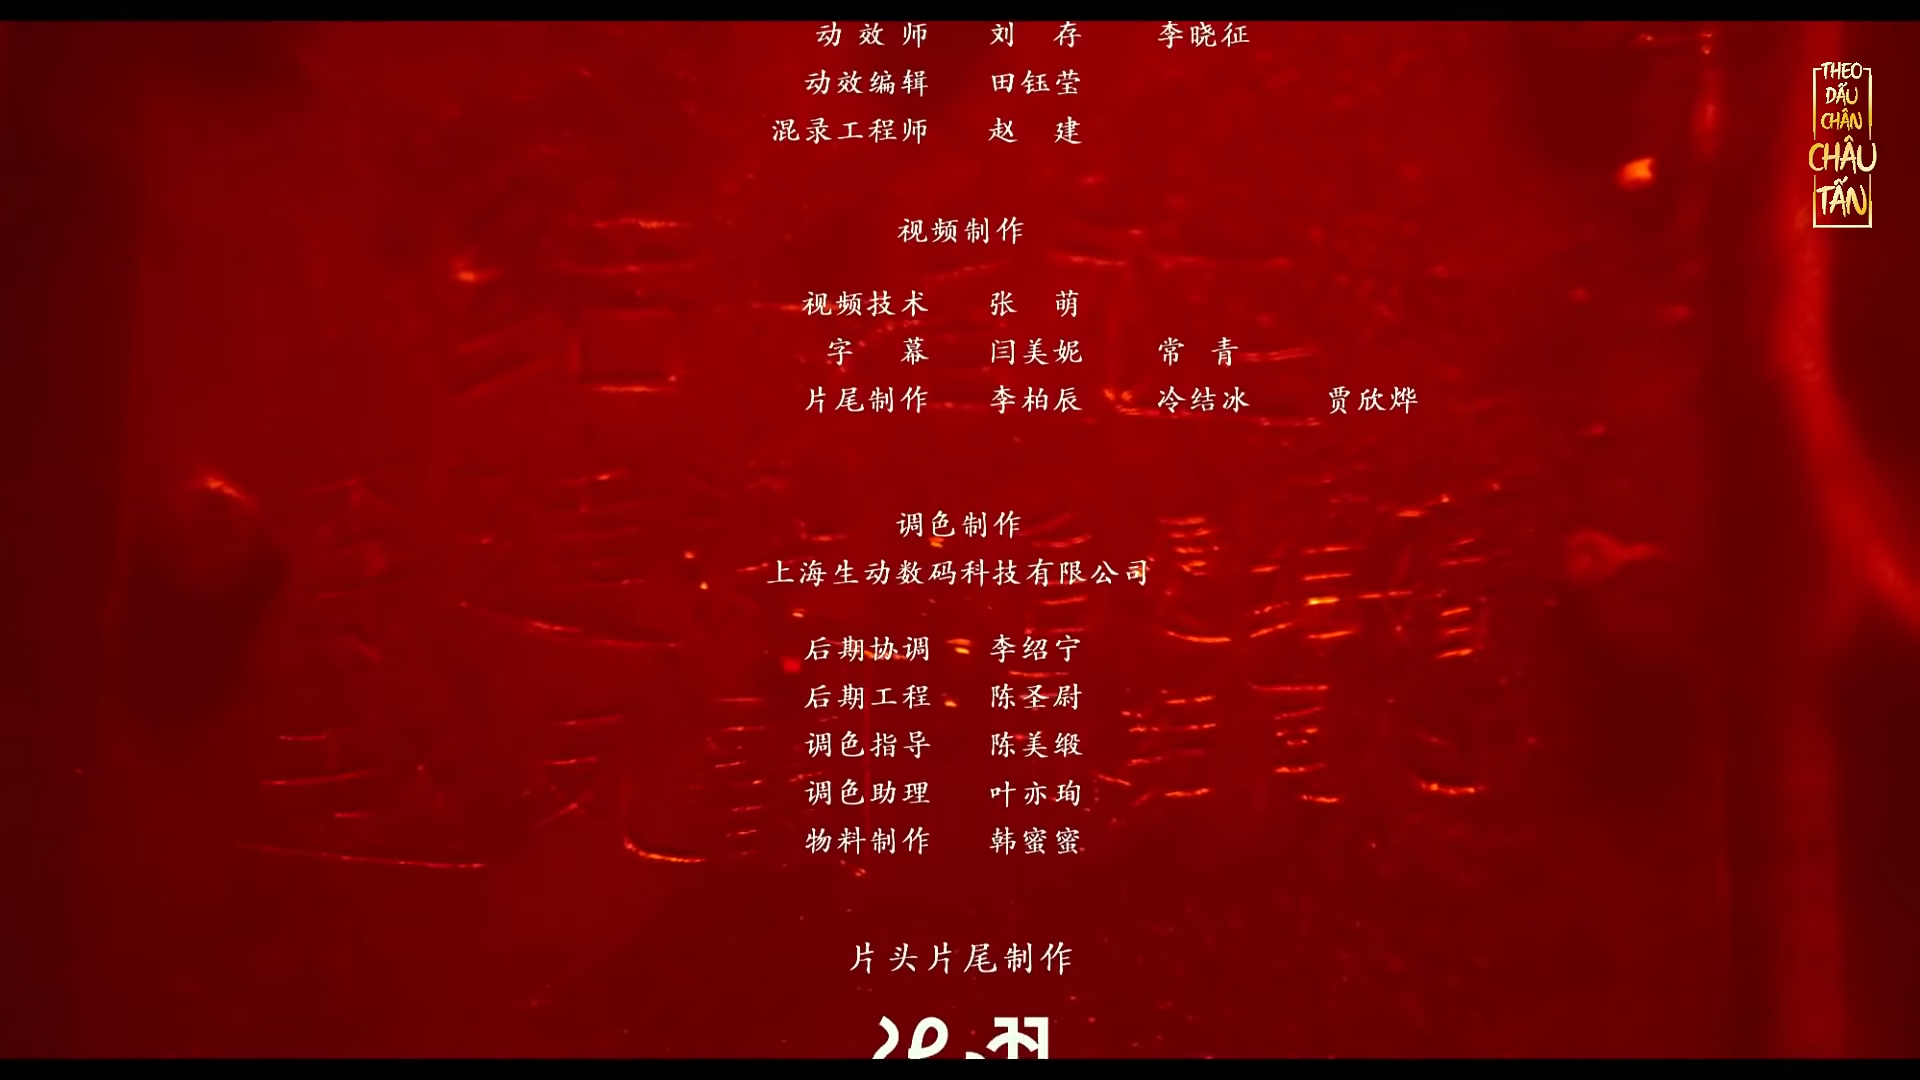 动效师 刘存 李晓征
动效编辑 田钰莹
混录工程师 赵建
视频制作
视频技术 张萌
字幕 闫美妮 常青
片尾制作 李柏辰 冷结冰 贾欣烨
调色制作
上海生动数码科技有限公司
后期协调 李绍宁
后期工程 陈圣尉
调色指导 陈美缎
调色助理 叶亦珣
物料制作 韩蜜蜜
片头片尾制作
THEO
DẤU
CHÂN
CHÂU
TẤN